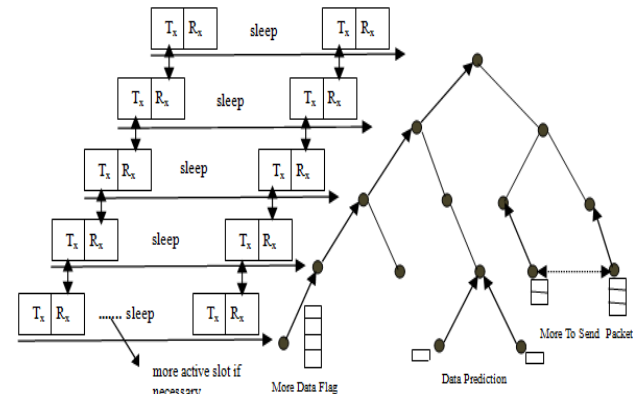 Tx Rx sleep Tx Rx
Tx Rx sleep Tx Rx
Tx Rx sleep Tx Rx
Tx Rx sleep Tx Rx
Tx Rx ....... sleep Tx Rx
more active slot if
necessary
More Data Flag
Data Prediction
More To Send Packet